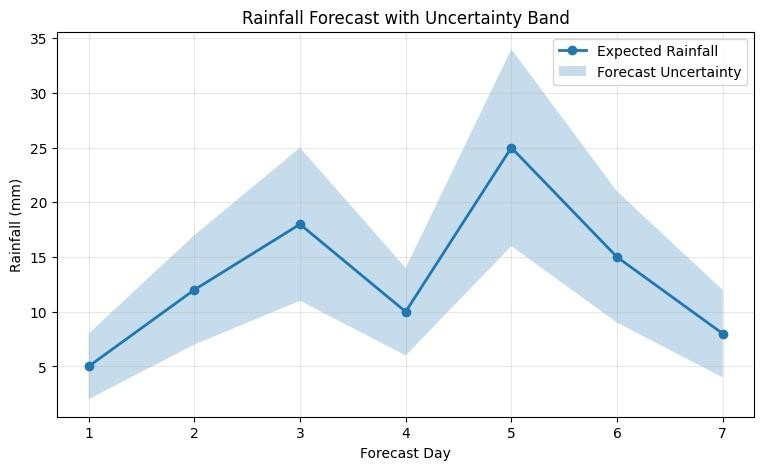 Rainfall Forecast with Uncertainty Band
Expected Rainfall
Forecast Uncertainty
Rainfall (mm)
35
30
25
20
15
10
5
1 2 3 4 5 6 7
Forecast Day